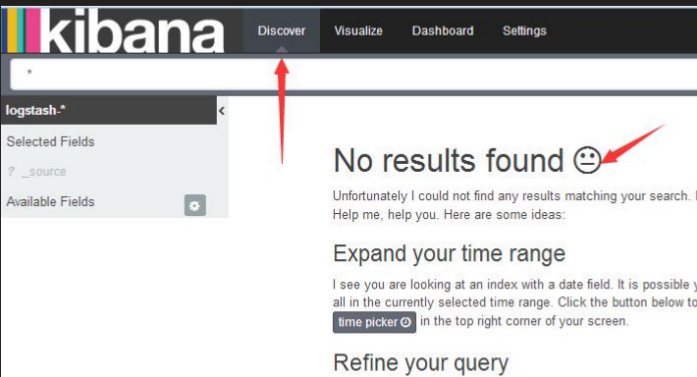 kibana
Discover Visualize Dashboard Settings
*
logstash-*
Selected Fields
? _source
Available Fields
No results found
Unfortunately I could not find any results matching your search.
Help me, help you. Here are some ideas:
Expand your time range
I see you are looking at an index with a date field. It is possible
all in the currently selected time range. Click the button below to
time picker in the top right corner of your screen.
Refine your query